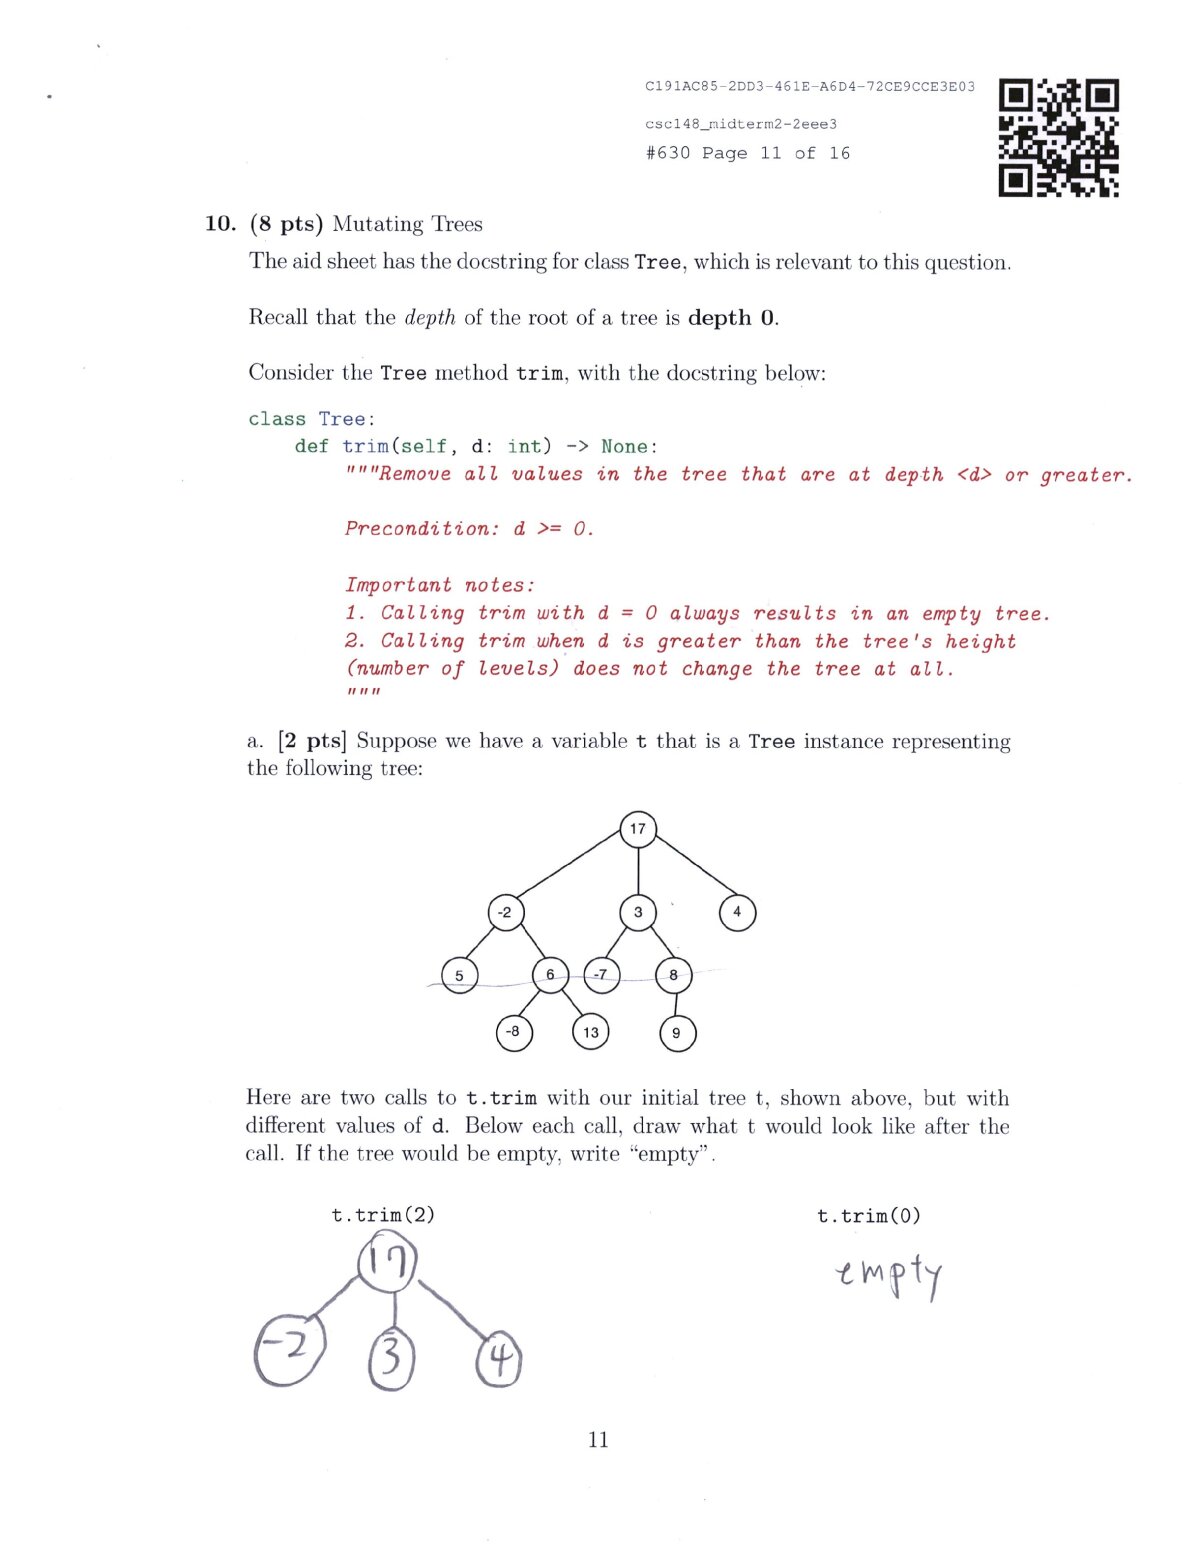 C191AC85-2DD3-461E-A6D4-72CE9CCE3E03
csc148_midterm2-2eee3
#630 Page 11 of 16
10. (8 pts) Mutating Trees
The aid sheet has the docstring for class Tree, which is relevant to this question.
Recall that the depth of the root of a tree is depth 0.
Consider the Tree method trim, with the docstring below:
class Tree:
def trim(self, d: int) -> None:
"""Remove all values in the tree that are at depth <d> or greater.
Precondition: d >= 0.
Important notes:
1. Calling trim with d = 0 always results in an empty tree.
2. Calling trim when d is greater than the tree's height
(number of levels) does not change the tree at all.
"""
a. [2 pts] Suppose we have a variable t that is a Tree instance representing
the following tree:
17
-2 3 4
5 6 -7 8
-8 13 9
Here are two calls to t.trim with our initial tree t, shown above, but with
different values of d. Below each call, draw what t would look like after the
call. If the tree would be empty, write “empty”.
t.trim(2) t.trim(0)
17 empty
-2 3 4
11